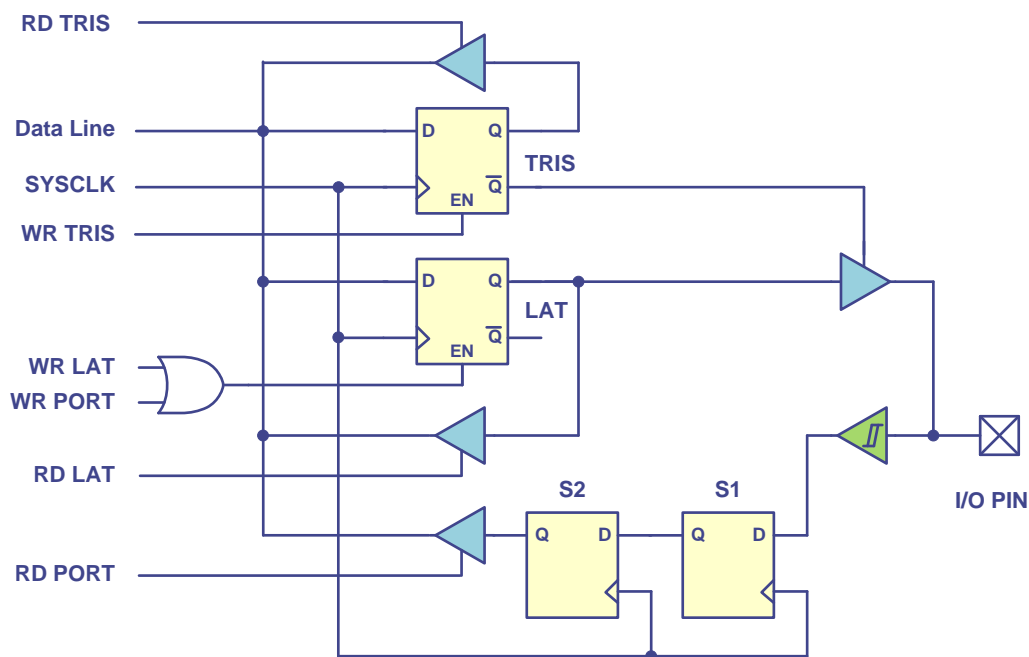 RD TRIS
Data Line
D
Q
TRIS
SYSCLK
Q̅
EN
WR TRIS
D
Q
LAT
Q̅
EN
WR LAT
WR PORT
RD LAT
S2
S1
I/O PIN
Q
D
Q
D
RD PORT